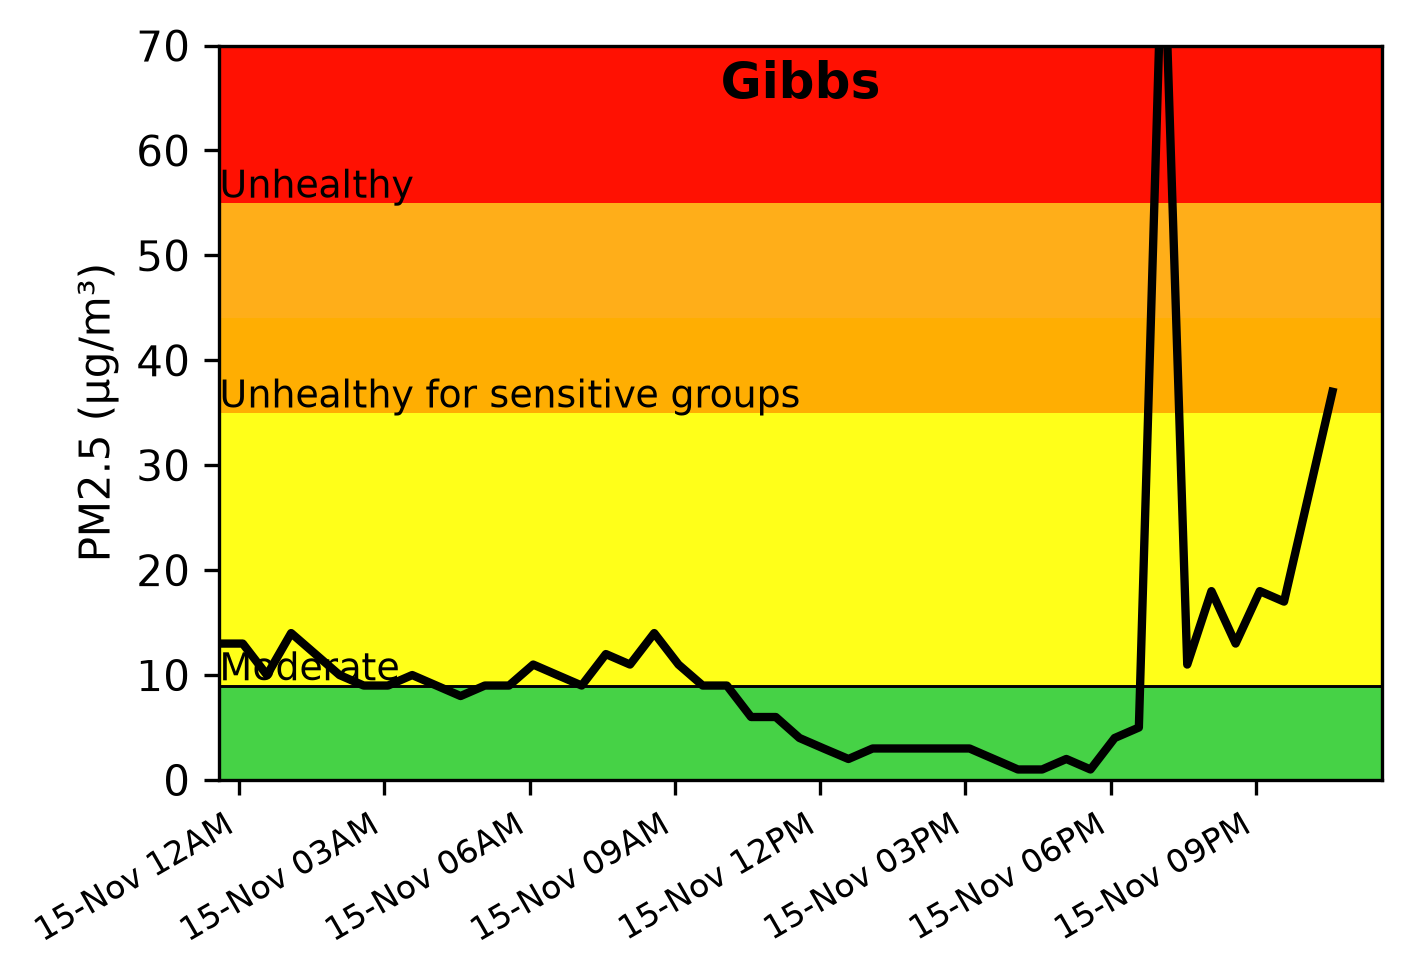 Gibbs
PM2.5 (μg/m³)
70
60
50
40
30
20
10
0
Unhealthy
Unhealthy for sensitive groups
Moderate
15-Nov 12AM
15-Nov 03AM
15-Nov 06AM
15-Nov 09AM
15-Nov 12PM
15-Nov 03PM
15-Nov 06PM
15-Nov 09PM